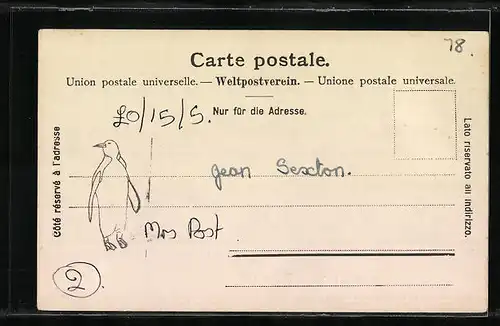 78.
Carte postale.
Union postale universelle. — Weltpostverein. — Unione postale universale.
Nur für die Adresse.
£0/15/5.
Côté réservé à l'adresse
Lato riservato all indirizzo.
Jean Sexton.
Mrs Post
2